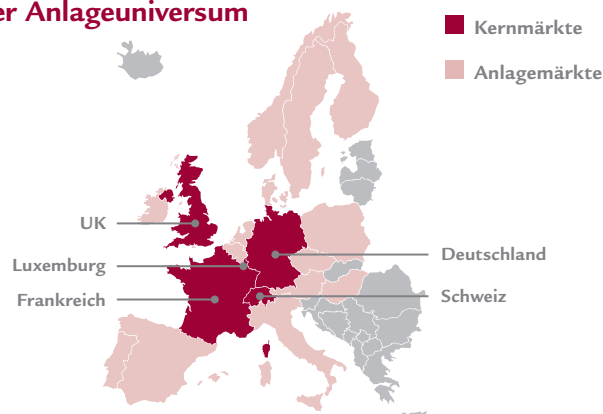 er Anlageuniversum
Kernmärkte
Anlagemärkte
UK
Luxemburg
Frankreich
Deutschland
Schweiz